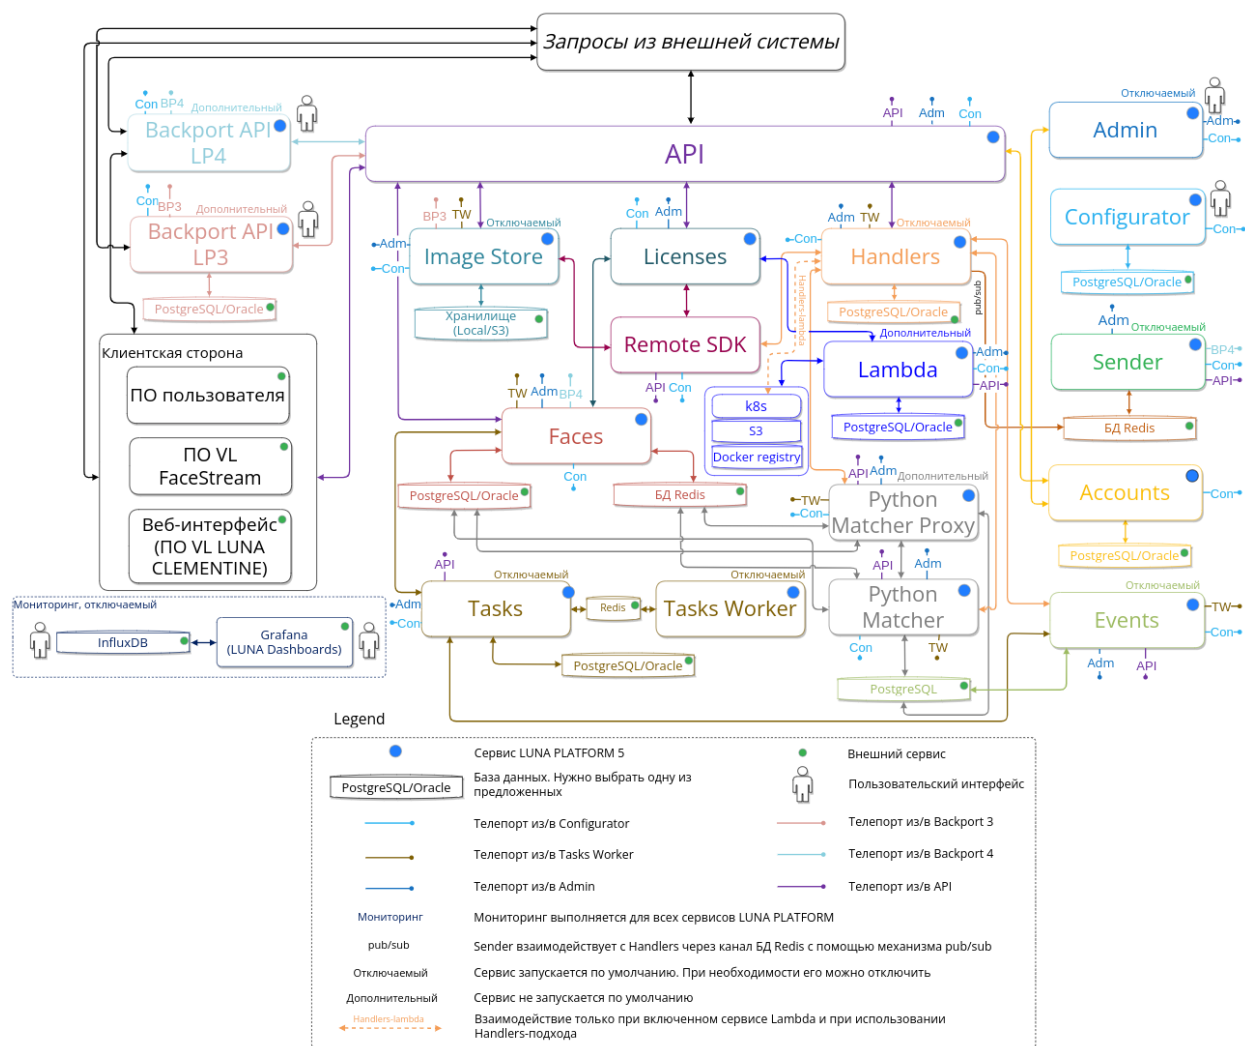 Запросы из внешней системы
Con
BP4
Дополнительный
Backport API
LP4
API
Adm
Con
API
Отключаемый
Admin
Adm
Con
Con
BP3
Дополнительный
Backport API
LP3
PostgreSQL/Oracle
BP3
TW
Отключаемый
Adm
Con
Image Store
Хранилище
(Local/S3)
Con
Adm
Licenses
Remote SDK
API
Con
Adm
TW
Отключаемый
Con
Handlers
Handlers-lambda
PostgreSQL/Oracle
pub/sub
Configurator
Con
PostgreSQL/Oracle
Дополнительный
Lambda
Adm
Con
API
PostgreSQL/Oracle
k8s
S3
Docker registry
Adm
Отключаемый
Sender
BP4
Con
API
БД Redis
Клиентская сторона
ПО пользователя
ПО VL
FaceStream
Веб-интерфейс
(ПО VL LUNA
CLEMENTINE)
TW
Adm
BP4
Faces
Con
PostgreSQL/Oracle
БД Redis
API
Adm
Дополнительный
TW
Con
Python
Matcher Proxy
Accounts
Con
PostgreSQL/Oracle
Мониторинг, отключаемый
InfluxDB
Grafana
(LUNA Dashboards)
API
Отключаемый
Adm
Con
Tasks
Redis
Отключаемый
Tasks Worker
PostgreSQL/Oracle
API
Adm
Python
Matcher
Con
TW
PostgreSQL
Отключаемый
Events
TW
Con
Adm
API
Legend
Сервис LUNA PLATFORM 5
Внешний сервис
PostgreSQL/Oracle
База данных. Нужно выбрать одну из
предложенных
Пользовательский интерфейс
Телепорт из/в Configurator
Телепорт из/в Backport 3
Телепорт из/в Tasks Worker
Телепорт из/в Backport 4
Телепорт из/в Admin
Телепорт из/в API
Мониторинг
Мониторинг выполняется для всех сервисов LUNA PLATFORM
pub/sub
Sender взаимодействует с Handlers через канал БД Redis с помощью механизма pub/sub
Отключаемый
Сервис запускается по умолчанию. При необходимости его можно отключить
Дополнительный
Сервис не запускается по умолчанию
Handlers-lambda
Взаимодействие только при включенном сервисе Lambda и при использовании
Handlers-подхода